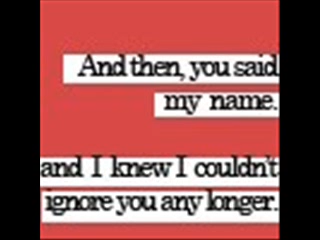 And then, you said
my name.
and I knew I couldn't
ignore you any longer.